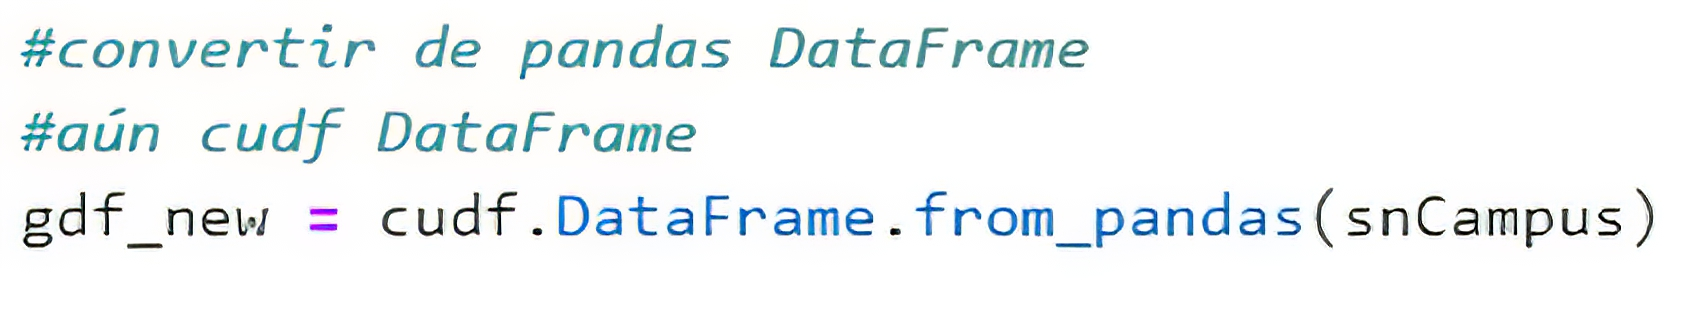 #convertir de pandas DataFrame
#aún cudf DataFrame
gdf_new = cudf.DataFrame.from_pandas(snCampus)